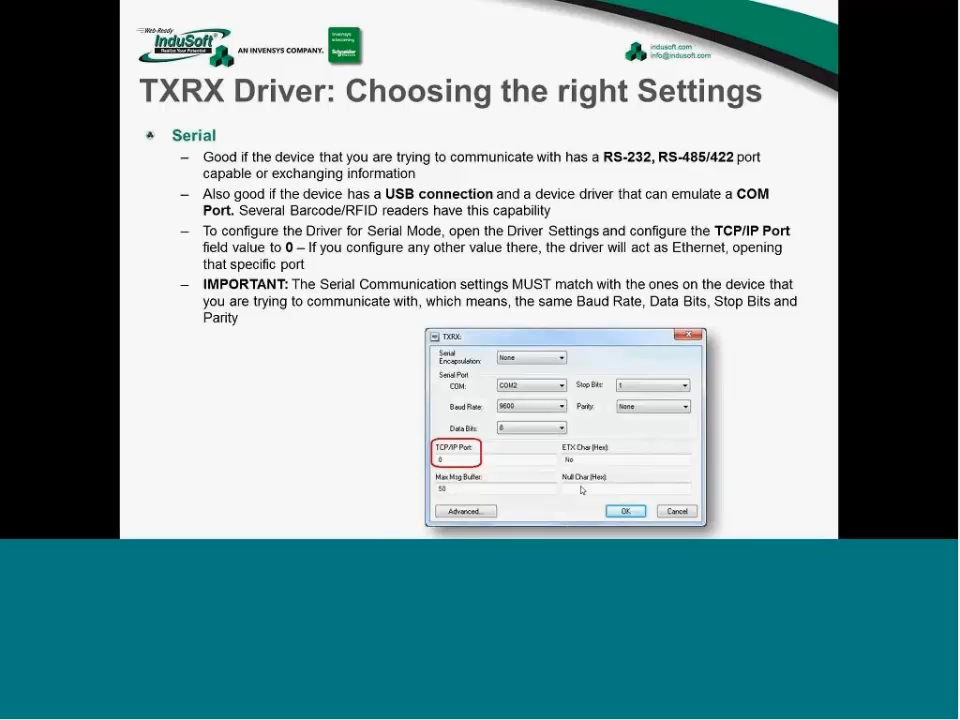 Web-Ready
InduSoft®
Realize Your Potential
AN INVENSYS COMPANY.
indusoft.com
info@indusoft.com
TXRX Driver: Choosing the right Settings
Serial
– Good if the device that you are trying to communicate with has a RS-232, RS-485/422 port
capable or exchanging information
– Also good if the device has a USB connection and a device driver that can emulate a COM
Port. Several Barcode/RFID readers have this capability
– To configure the Driver for Serial Mode, open the Driver Settings and configure the TCP/IP Port
field value to 0 – If you configure any other value there, the driver will act as Ethernet, opening
that specific port
– IMPORTANT: The Serial Communication settings MUST match with the ones on the device that
you are trying to communicate with, which means, the same Baud Rate, Data Bits, Stop Bits and
Parity
TXRX:
Serial
Encapsulation: None
Serial Port
COM: COM2 Stop Bits: 1
Baud Rate: 9600 Parity: None
Data Bits: 8
TCP/IP Port: ETX Char (Hex):
0 No
Max Msg Buffer: Null Char (Hex):
50
Advanced... OK Cancel